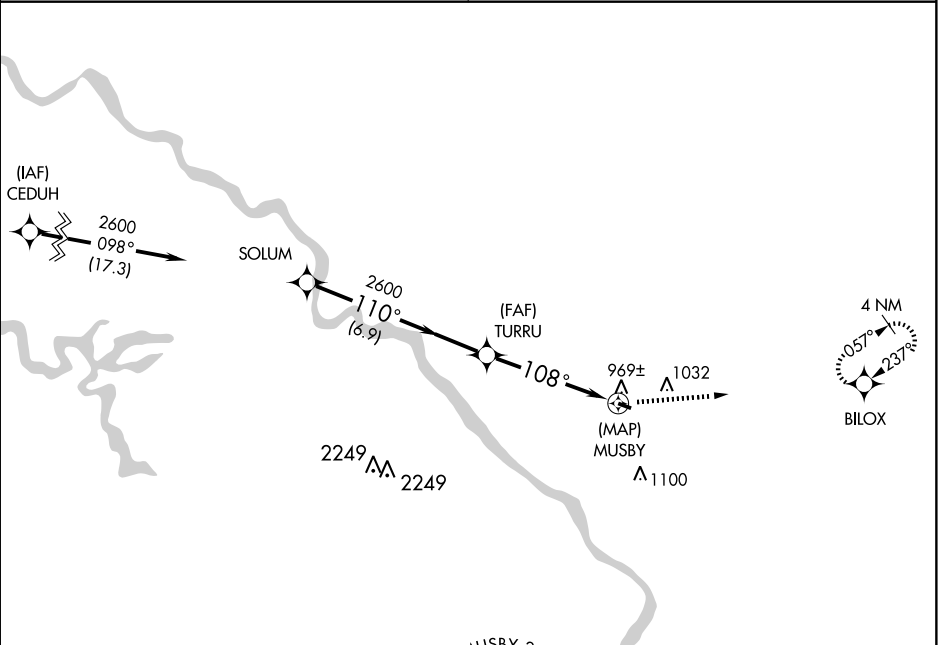 (IAF)
CEDUH
2600
098°
(17.3)
SOLUM
2600
110°
(6.9)
(FAF)
TURRU
108°
969±
1032
(MAP)
MUSBY
1100
2249
2249
4 NM
057°
237°
BILOX